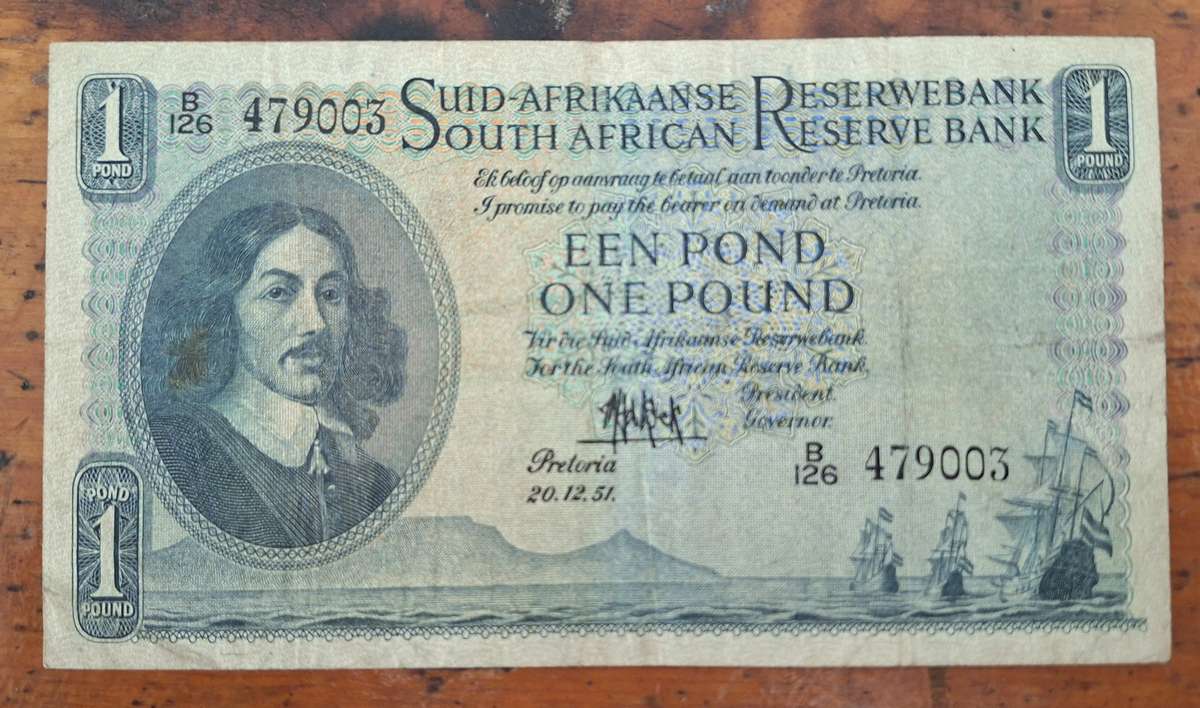 1
POND
B
126
479003
SUID-AFRIKAANSE RESERWEBANK
SOUTH AFRICAN RESERVE BANK
1
POUND
Ek beloof op aanvraag te betaal aan toonder te Pretoria.
I promise to pay the bearer on demand at Pretoria.
EEN POND
ONE POUND
Vir die Suid-Afrikaanse Reserwebank.
For the South African Reserve Bank,
President.
Governor.
Pretoria
20.12.51.
B
126
479003
POND
1
POUND